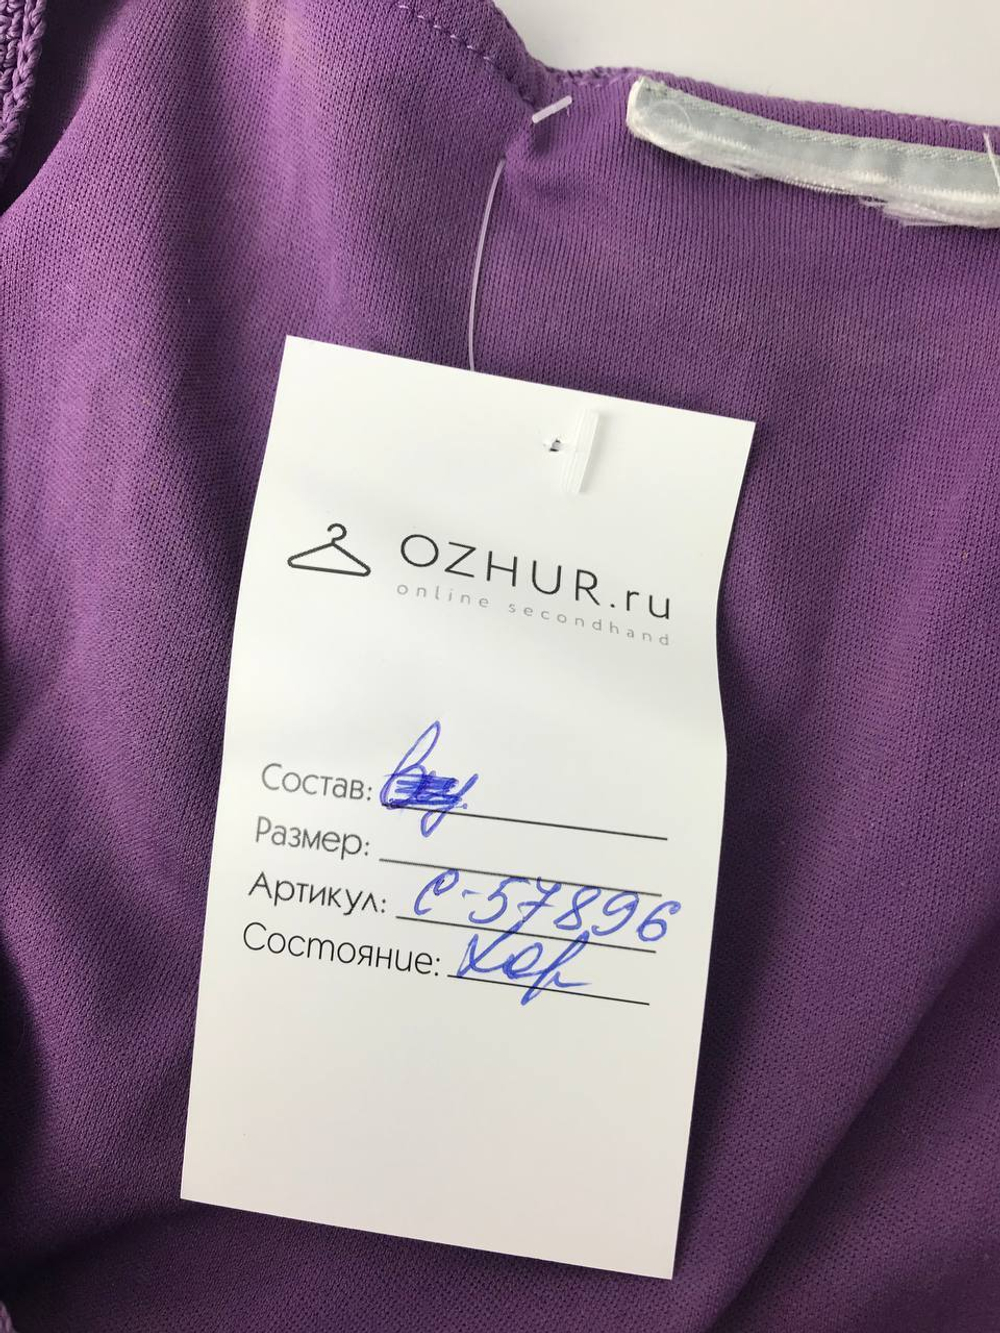 OZHUR.ru
online secondhand
Состав:
Размер:
Артикул: С-57896
Состояние: Хор